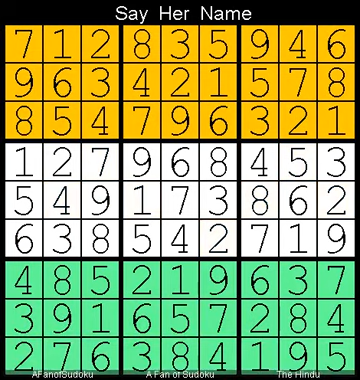 Say Her Name
7 1 2 8 3 5 9 4 6
9 6 3 4 2 1 5 7 8
8 5 4 7 9 6 3 2 1
1 2 7 9 6 8 4 5 3
5 4 9 1 7 3 8 6 2
6 3 8 5 4 2 7 1 9
4 8 5 2 1 9 6 3 7
3 9 1 6 5 7 2 8 4
2 7 6 3 8 4 1 9 5
AFanofSudoku A Fan of Sudoku The Hindu